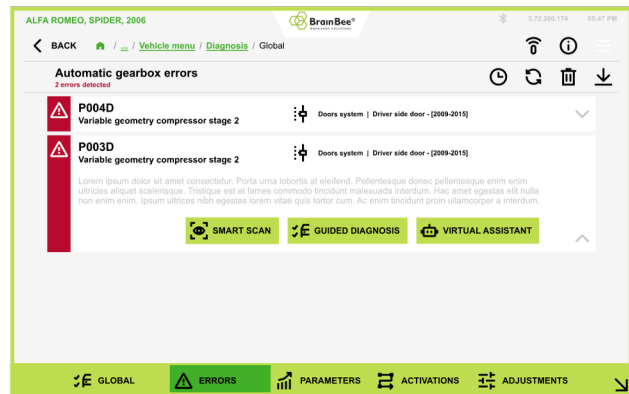 ALFA ROMEO, SPIDER, 2006
BrainBee®
3.72.260.174
05:47 PM
BACK / ... / Vehicle menu / Diagnosis / Global
Automatic gearbox errors
2 errors detected
P004D
Variable geometry compressor stage 2
Doors system | Driver side door - [2009-2015]
P003D
Variable geometry compressor stage 2
Doors system | Driver side door - [2009-2015]
Lorem ipsum dolor sit amet consectetur. Porta urna lobortis at eleifend. Pellentesque donec pellentesque enim enim
ultricies aliquet scelerisque. Tristique est at fames commodo tincidunt malesuada interdum. Hac amet egestas elit nulla
non enim enim. Ipsum ultrices nibh egestas lorem vitae quis tortor cum. Ac enim tincidunt proin ullamcorper a interdum.
SMART SCAN
GUIDED DIAGNOSIS
VIRTUAL ASSISTANT
GLOBAL
ERRORS
PARAMETERS
ACTIVATIONS
ADJUSTMENTS